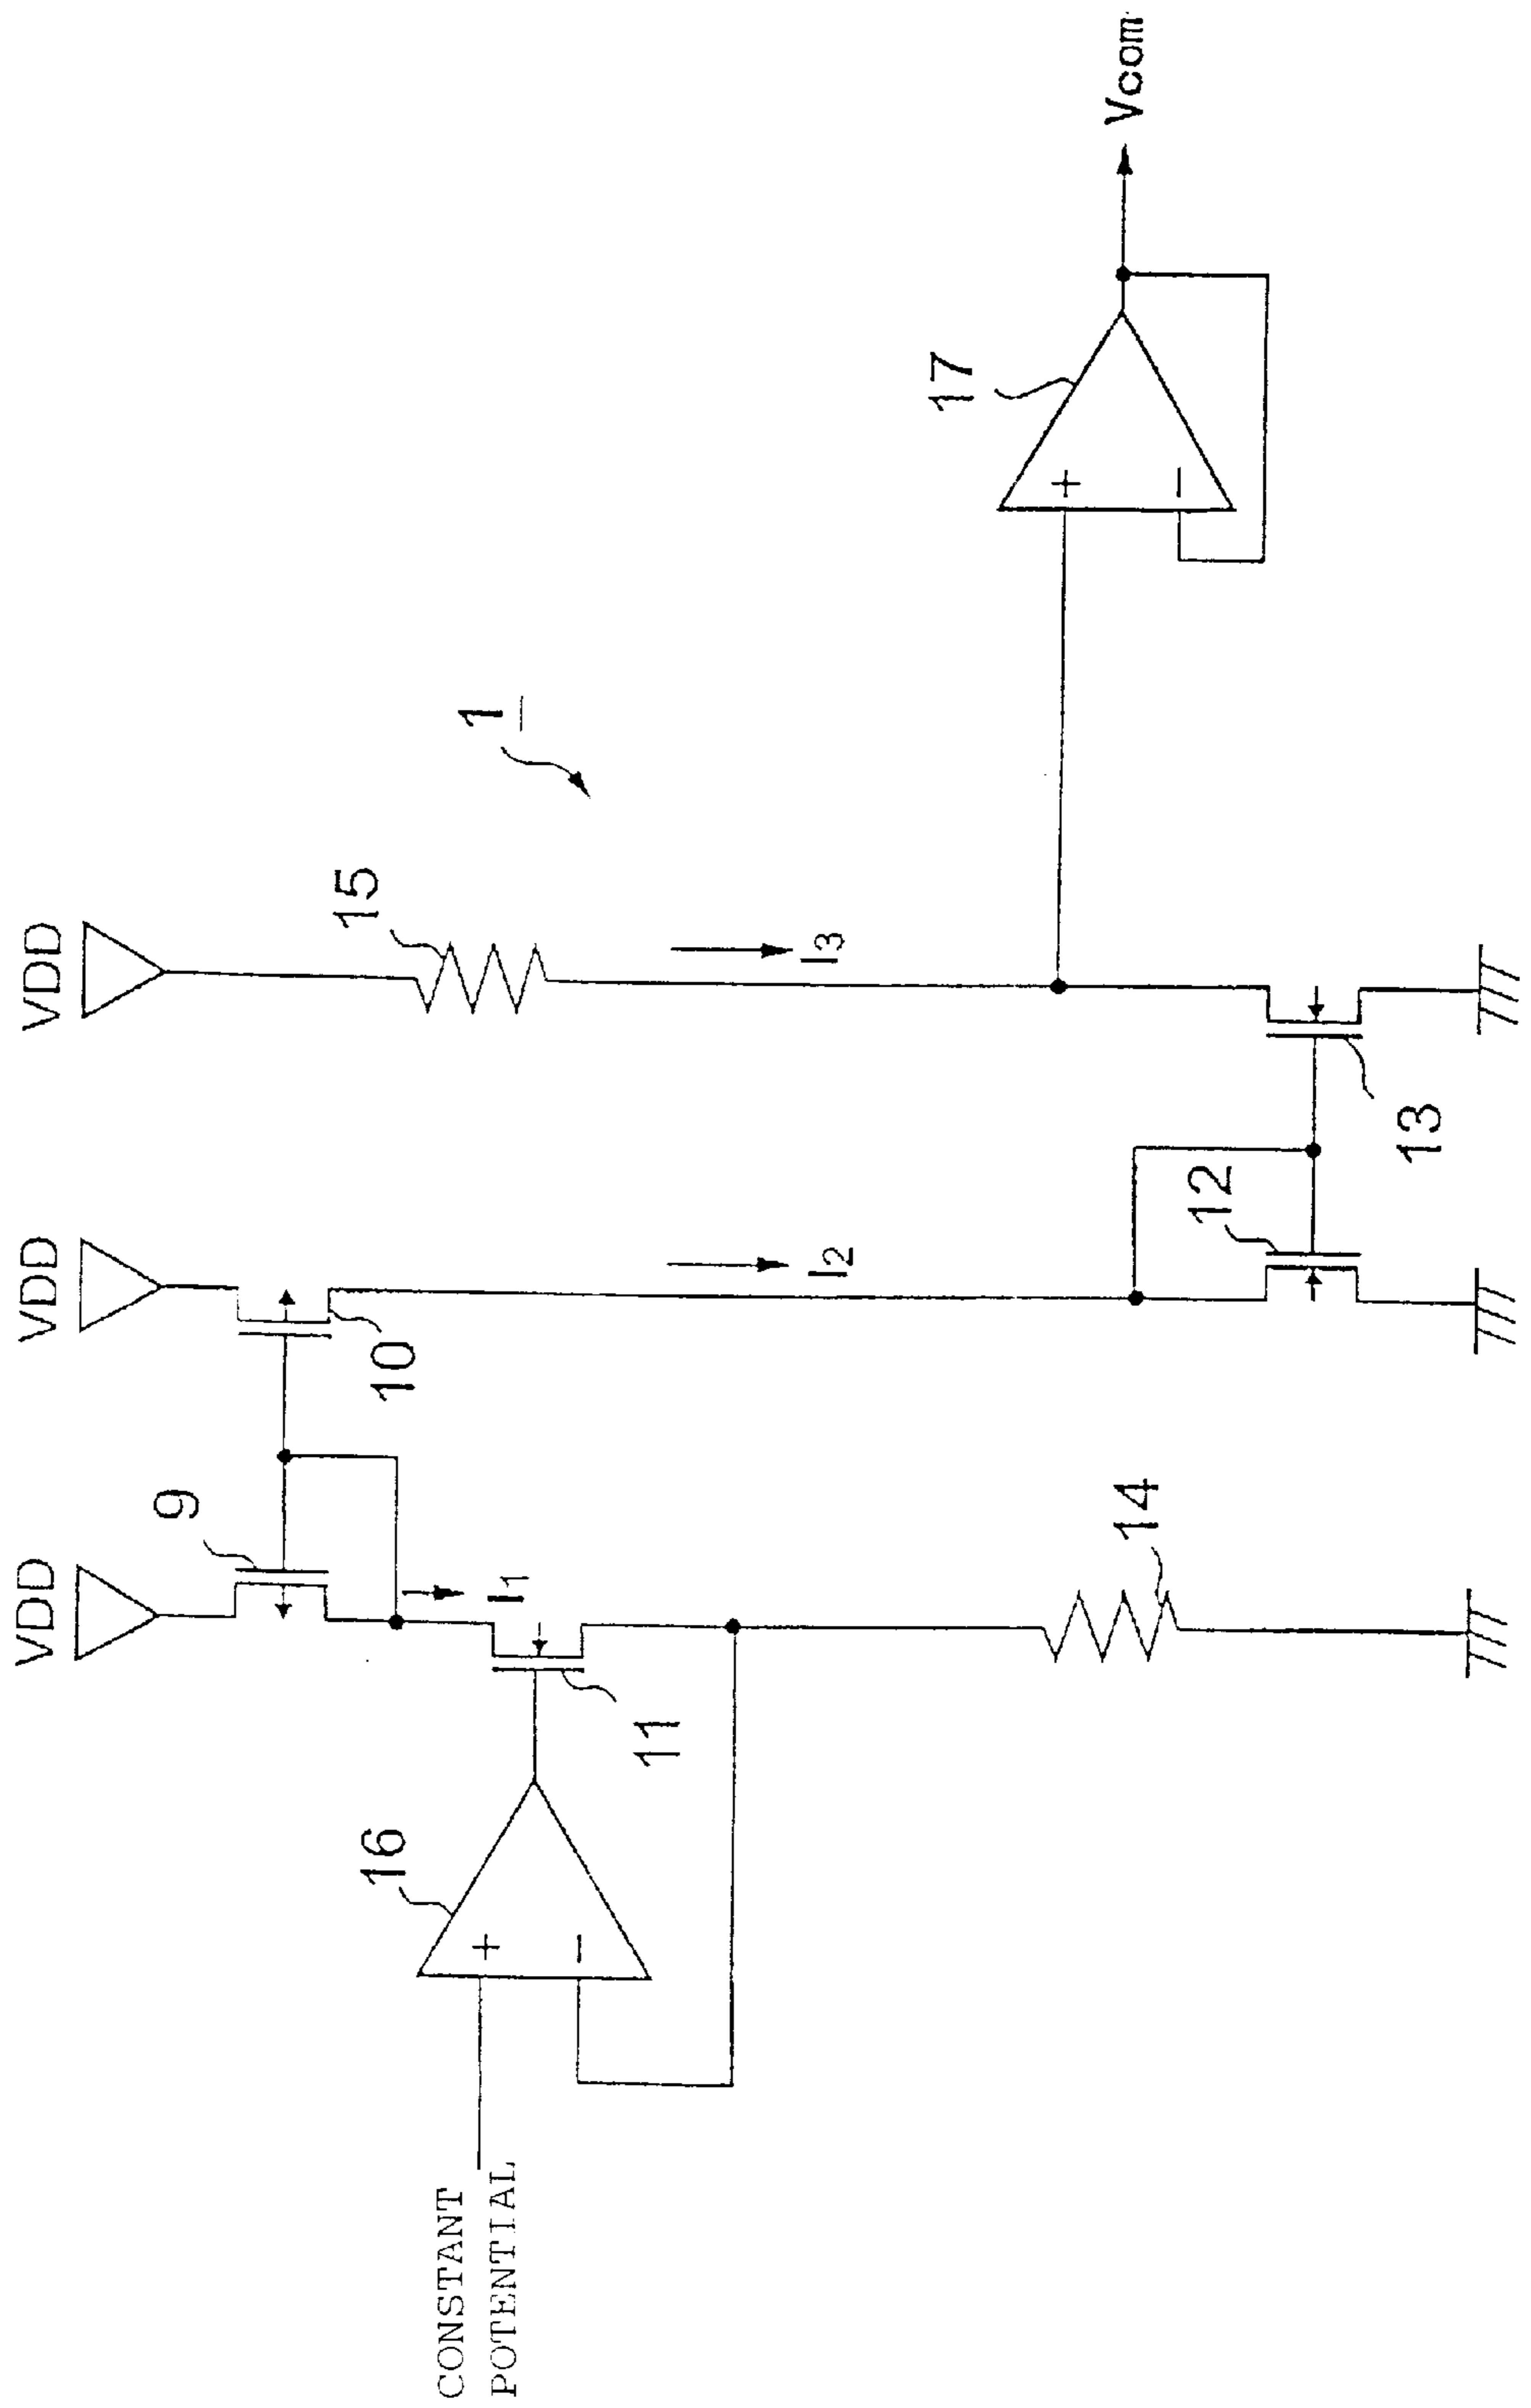 VDD
VDD
VDD
9
10
15
1
I1
I2
I3
16
11
17
CONSTANT
POTENTIAL
+
−
+
−
Vcom
14
12
13